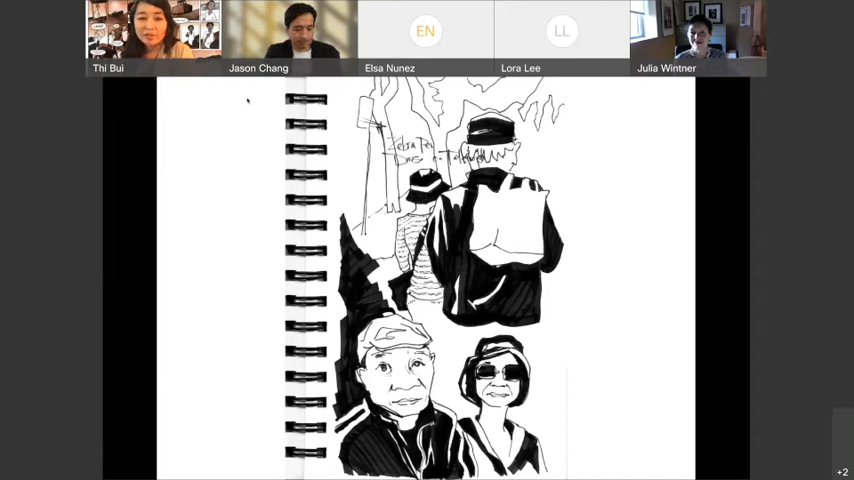 EN
LL
Thi Bui
Jason Chang
Elsa Nunez
Lora Lee
Julia Wintner
+2